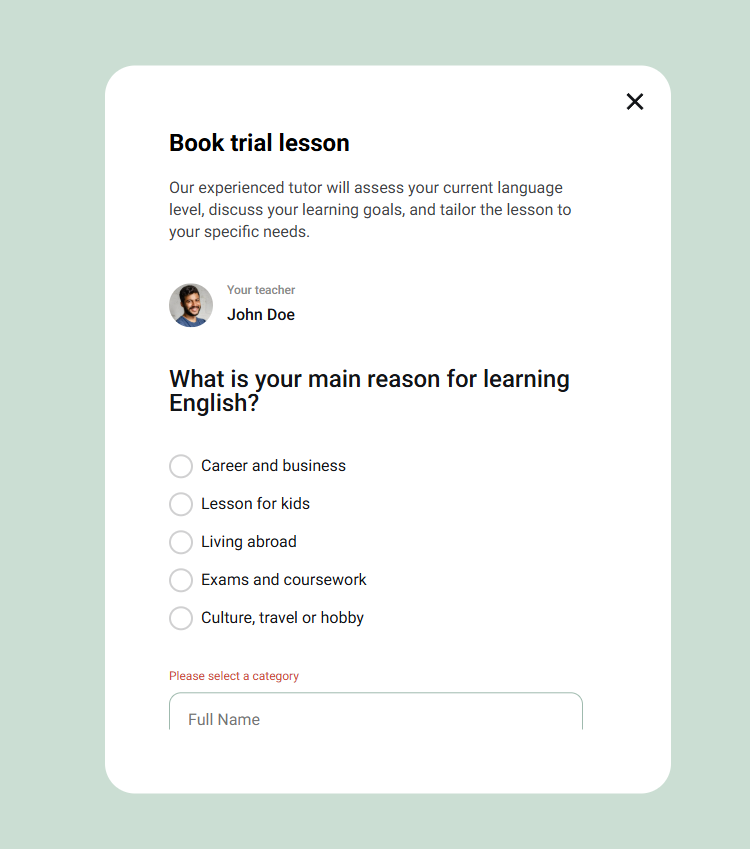 Book trial lesson
Our experienced tutor will assess your current language
level, discuss your learning goals, and tailor the lesson to
your specific needs.
Your teacher
John Doe
What is your main reason for learning
English?
Career and business
Lesson for kids
Living abroad
Exams and coursework
Culture, travel or hobby
Please select a category
Full Name